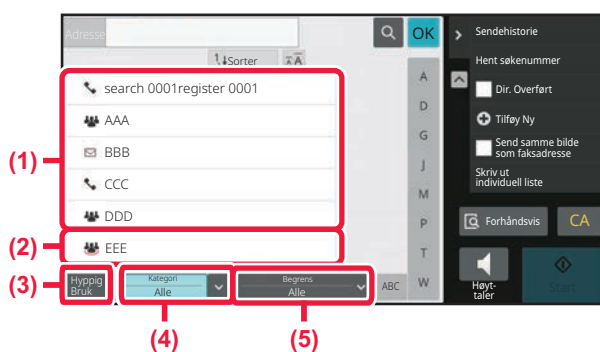 Adresse
OK
Sorter
search 0001register 0001
AAA
BBB
CCC
DDD
EEE
A
D
G
J
M
P
T
W
ABC
Hyppig
Bruk
Kategori
Alle
Begrens
Alle
(1)
(2)
(3)
(4)
(5)
Sendehistorie
Hent søkenummer
Dir. Overført
Tilføy Ny
Send samme bilde
som faksadresse
Skriv ut
individuell liste
Forhåndsvis
CA
Høyt-
taler
Start